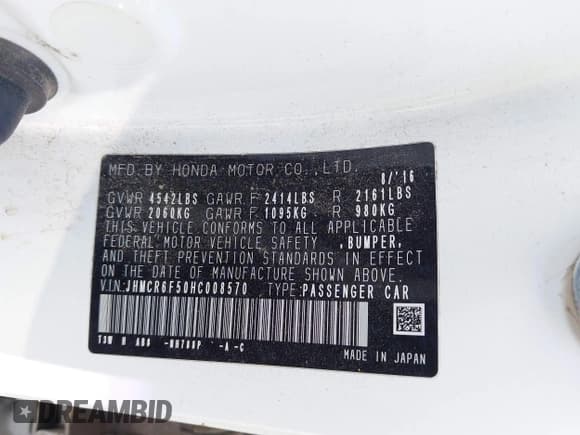 MFD.BY HONDA MOTOR CO.,LTD. 8/'16
GVWR 4542LBS GAWR F 2414LBS R 2161LBS
GVWR 2060KG GAWR F 1095KG R 980KG
THIS VEHICLE CONFORMS TO ALL APPLICABLE
FEDERAL MOTOR VEHICLE SAFETY ,BUMPER,
AND THEFT PREVENTION STANDARDS IN EFFECT
ON THE DATE OF MANUFACTURE SHOWN ABOVE.
VIN:JHMCR6F50HC008570 TYPE:PASSENGER CAR
-NH788P -A -C
MADE IN JAPAN
DREAMBID